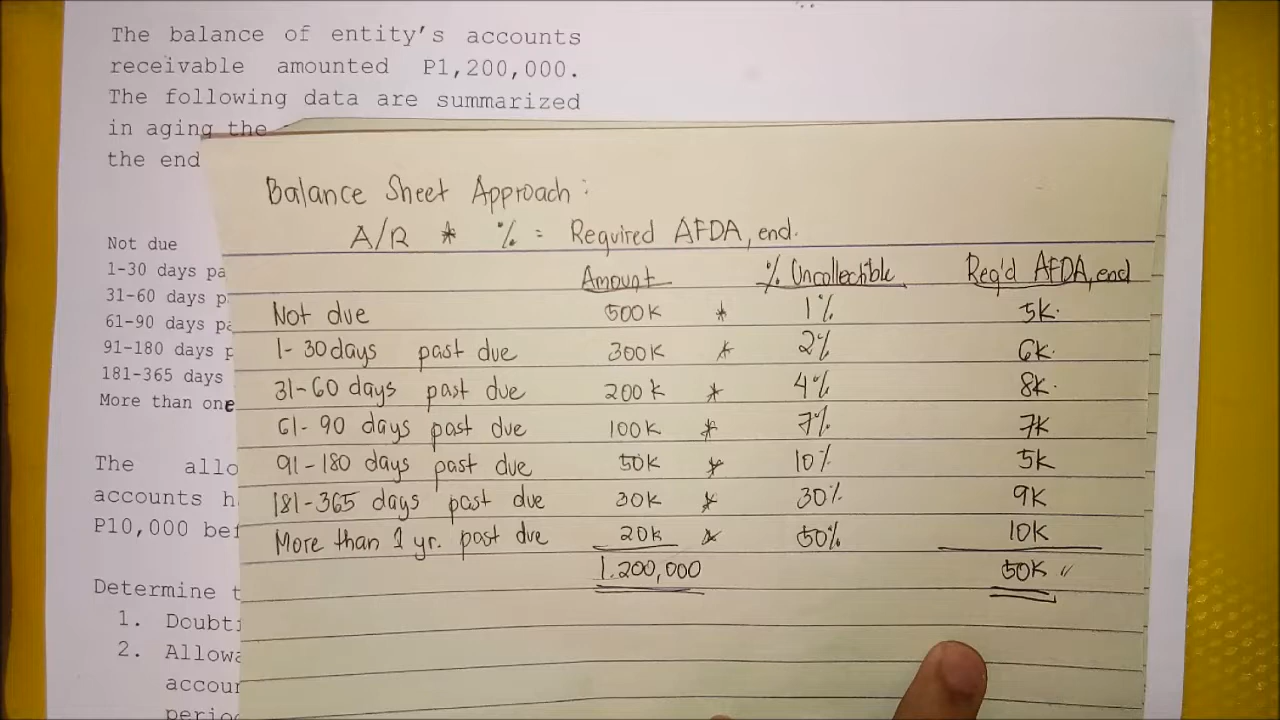 The balance of entity's accounts
receivable amounted P1,200,000.
The following data are summarized
in aging the
the end
Balance Sheet Approach:
A/R * % = Required AFDA, end.
Amount % Uncollectible Req'd AFDA, end
Not due 500K * 1% 5K.
1-30 days past due 300K * 2% 6K.
31-60 days past due 200K * 4% 8K.
61-90 days past due 100K * 7% 7K
91-180 days past due 50K * 10% 5K
181-365 days past due 30K * 30% 9K
More than 1 yr. past due 20K * 50% 10K
1,200,000 50K //
Not due
1-30 days pa
31-60 days p
61-90 days pa
91-180 days p
181-365 days
More than one
The allo
accounts h
P10,000 bef
Determine t
1. Doubt
2. Allowa
accour
perio